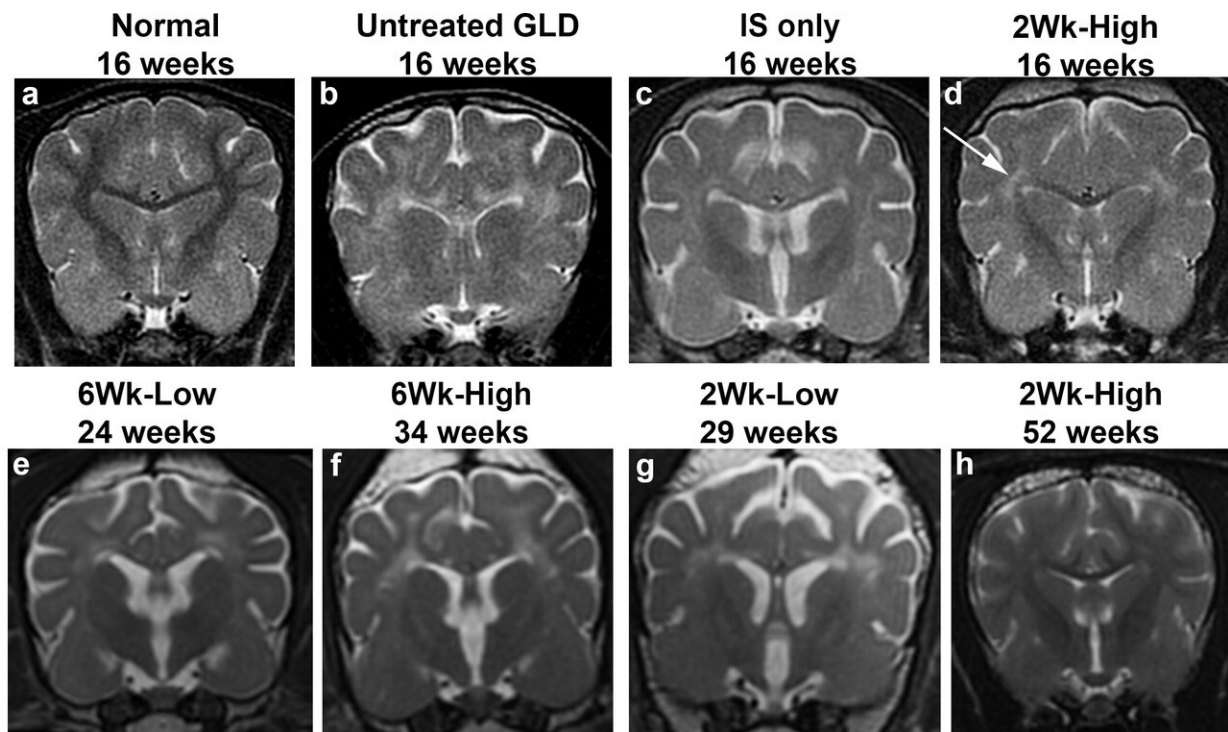 Normal
16 weeks
Untreated GLD
16 weeks
IS only
16 weeks
2Wk-High
16 weeks
a
b
c
d
6Wk-Low
24 weeks
6Wk-High
34 weeks
2Wk-Low
29 weeks
2Wk-High
52 weeks
e
f
g
h